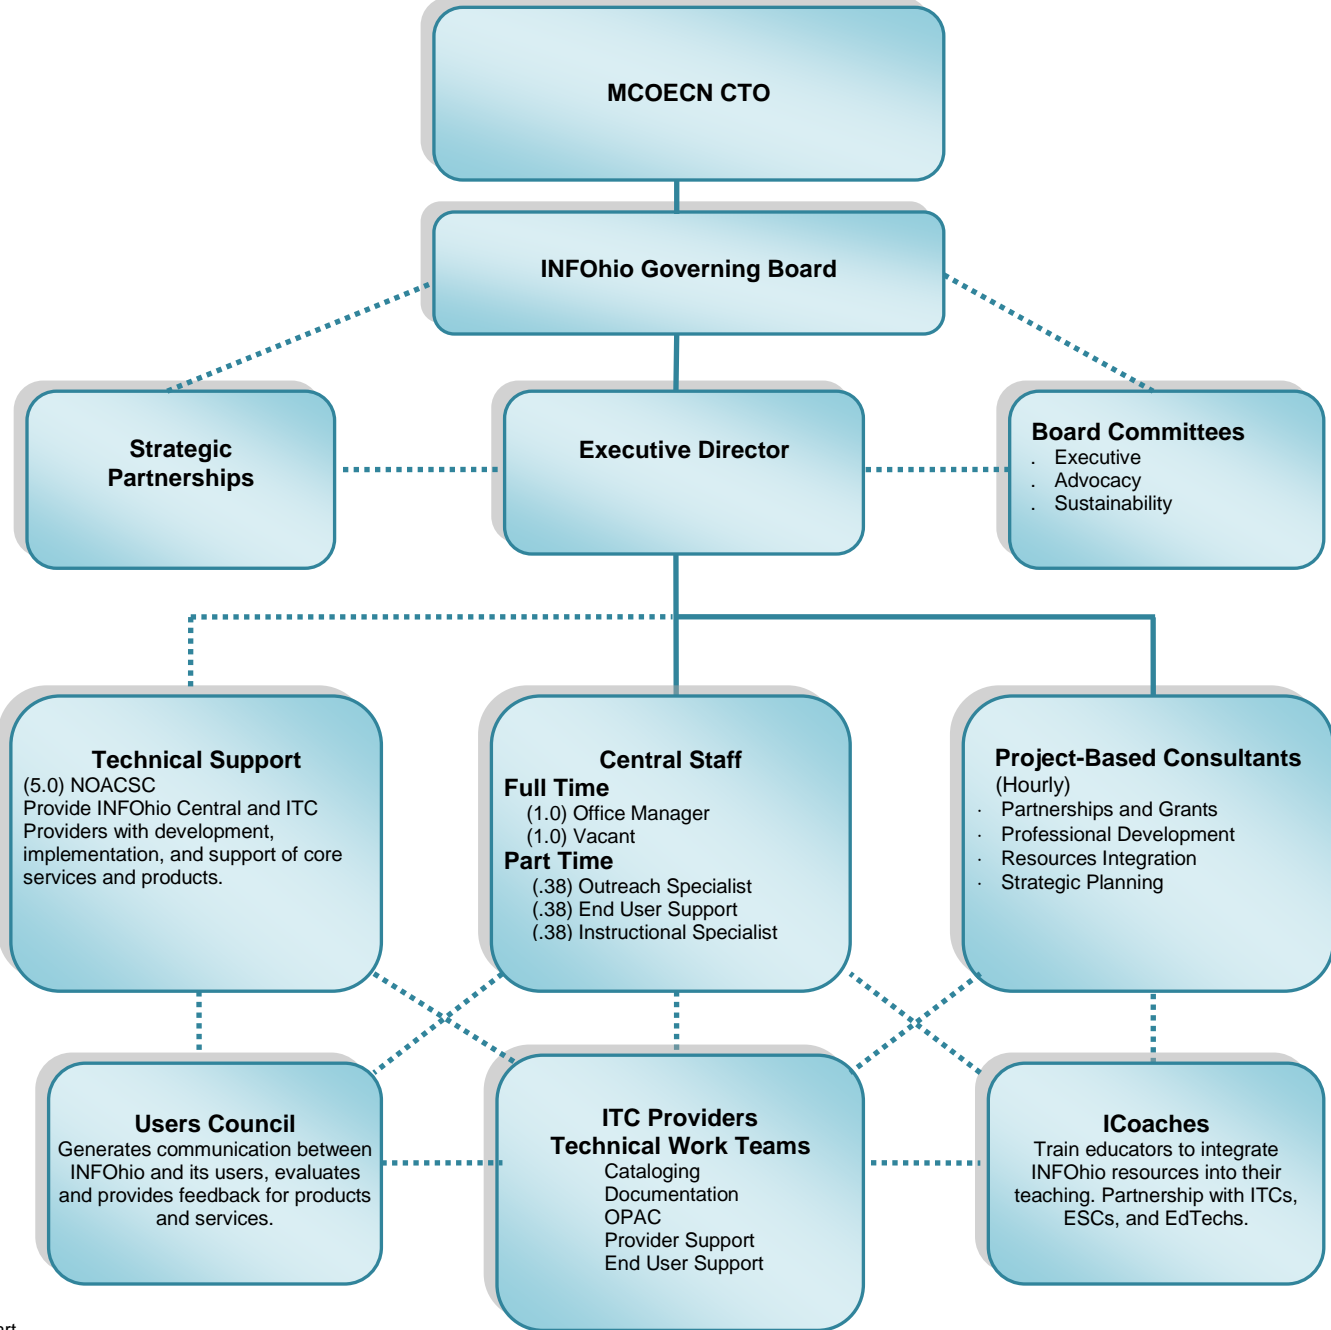 MCOECN CTO
INFOhio Governing Board
Strategic
Partnerships
Executive Director
Board Committees
. Executive
. Advocacy
. Sustainability
Technical Support
(5.0) NOACSC
Provide INFOhio Central and ITC
Providers with development,
implementation, and support of core
services and products.
Central Staff
Full Time
(1.0) Office Manager
(1.0) Vacant
Part Time
(.38) Outreach Specialist
(.38) End User Support
(.38) Instructional Specialist
Project-Based Consultants
(Hourly)
· Partnerships and Grants
· Professional Development
· Resources Integration
· Strategic Planning
Users Council
Generates communication between
INFOhio and its users, evaluates
and provides feedback for products
and services.
ITC Providers
Technical Work Teams
Cataloging
Documentation
OPAC
Provider Support
End User Support
ICoaches
Train educators to integrate
INFOhio resources into their
teaching. Partnership with ITCs,
ESCs, and EdTechs.